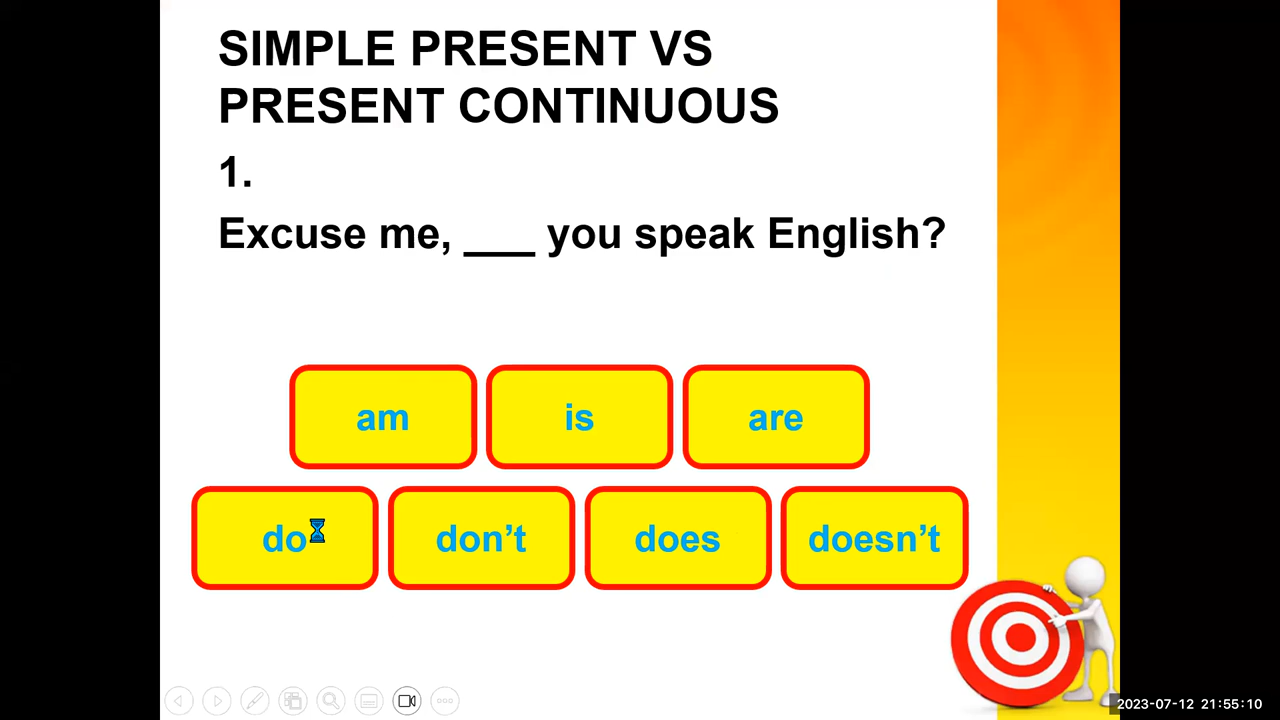 SIMPLE PRESENT VS
PRESENT CONTINUOUS
1.
Excuse me, ___ you speak English?
am is are
do don’t does doesn’t
2023-07-12 21:55:10